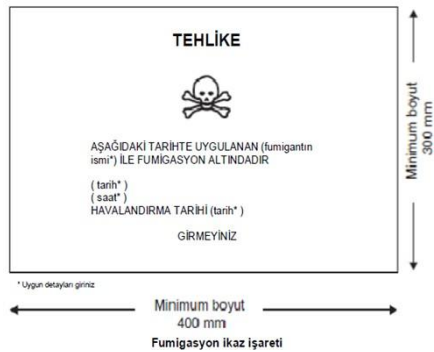 TEHLİKE
AŞAĞIDAKİ TARİHTE UYGULANAN (fumigantın
ismi*) İLE FUMİGASYON ALTINDADIR
( tarih* )
( saat* )
HAVALANDIRMA TARİHİ (tarih* )
GİRMEYİNİZ
Minimum boyut
300 mm
* Uygun detayları giriniz
Minimum boyut
400 mm
Fumigasyon ikaz işareti